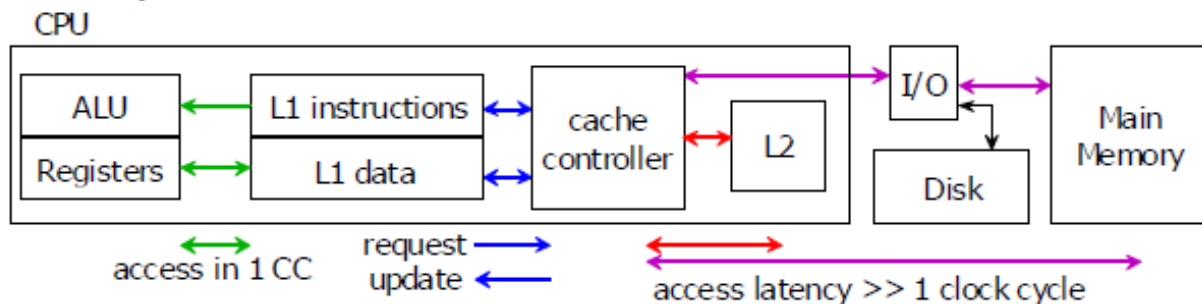 CPU
ALU
L1 instructions
cache
controller
I/O
Main
Memory
Registers
L1 data
L2
Disk
access in 1 CC
request
update
access latency >> 1 clock cycle